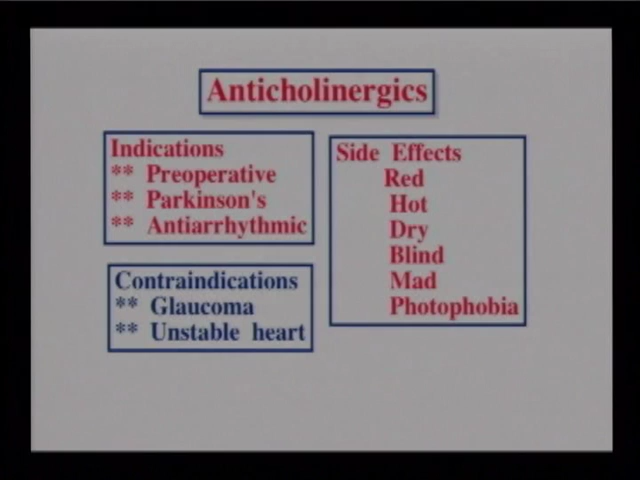 Anticholinergics
Indications
** Preoperative
** Parkinson's
** Antiarrhythmic
Contraindications
** Glaucoma
** Unstable heart
Side Effects
Red
Hot
Dry
Blind
Mad
Photophobia